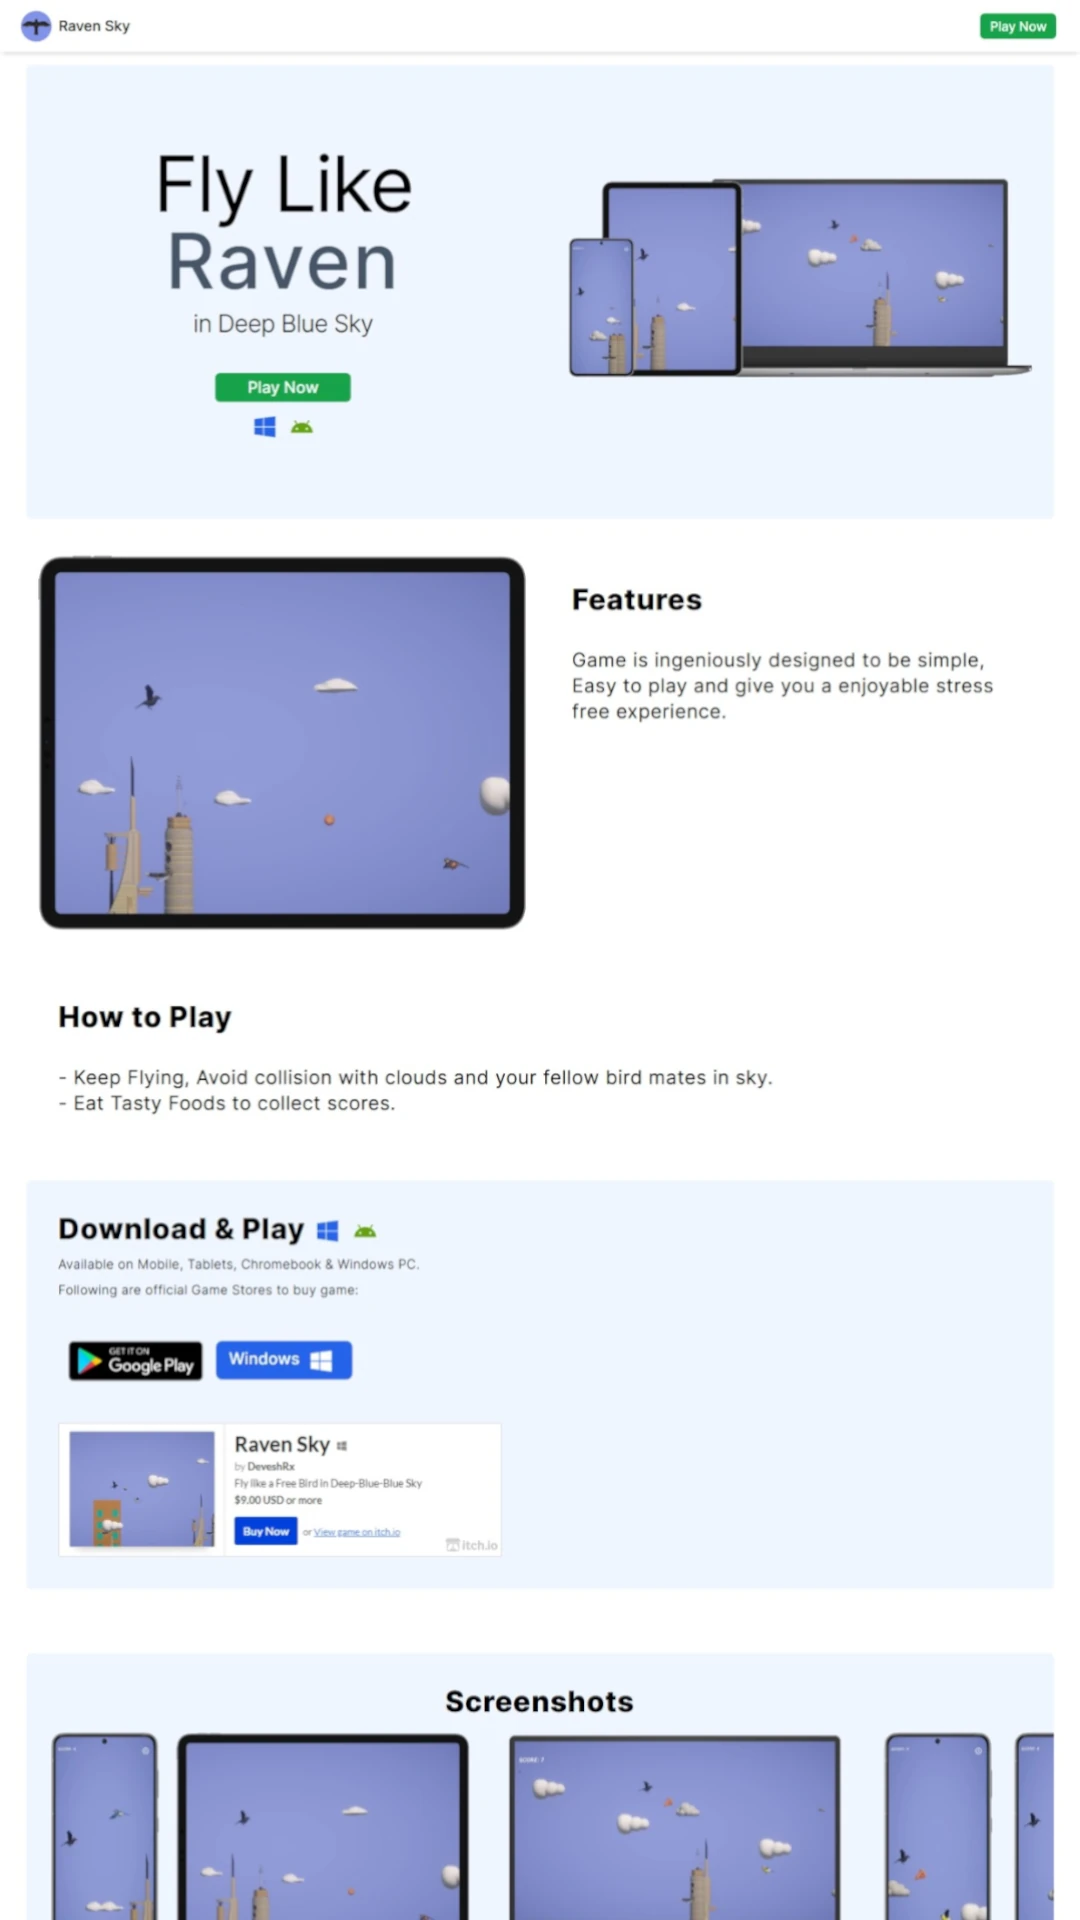 Raven Sky
Play Now
Fly Like
Raven
in Deep Blue Sky
Play Now
Features
Game is ingeniously designed to be simple,
Easy to play and give you a enjoyable stress
free experience.
How to Play
- Keep Flying, Avoid collision with clouds and your fellow bird mates in sky.
- Eat Tasty Foods to collect scores.
Download & Play
Available on Mobile, Tablets, Chromebook & Windows PC.
Following are official Game Stores to buy game:
GET IT ON
Google Play
Windows
Raven Sky
by DeveshRx
Fly like a Free Bird in Deep-Blue-Blue Sky
$9.00 USD or more
Buy Now or View game on itch.io
itch.io
Screenshots
SCORE: 7